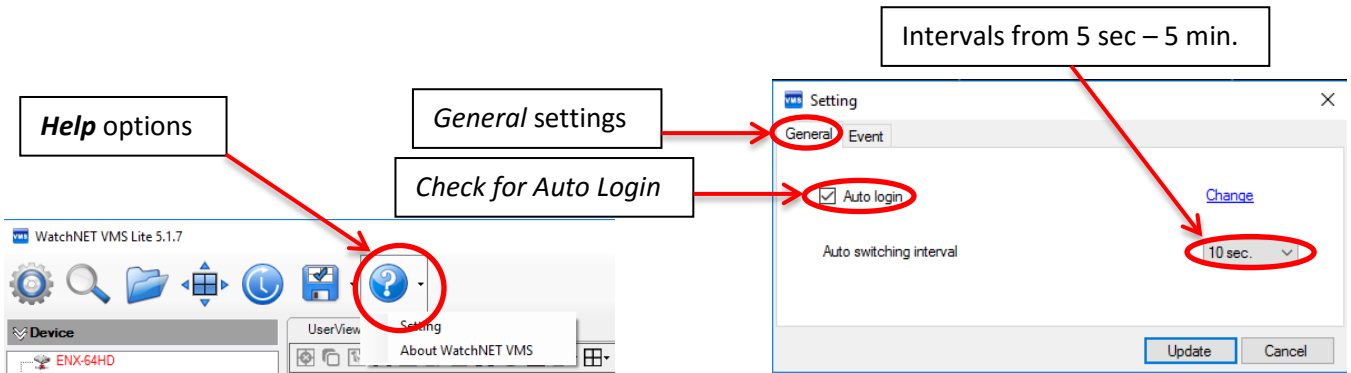 Intervals from 5 sec – 5 min.
Help options
General settings
Check for Auto Login
VMS Setting
General Event
Auto login Change
Auto switching interval 10 sec.
Update Cancel
VMS WatchNET VMS Lite 5.1.7
Device
ENX-64HD
UserView
Setting
About WatchNET VMS